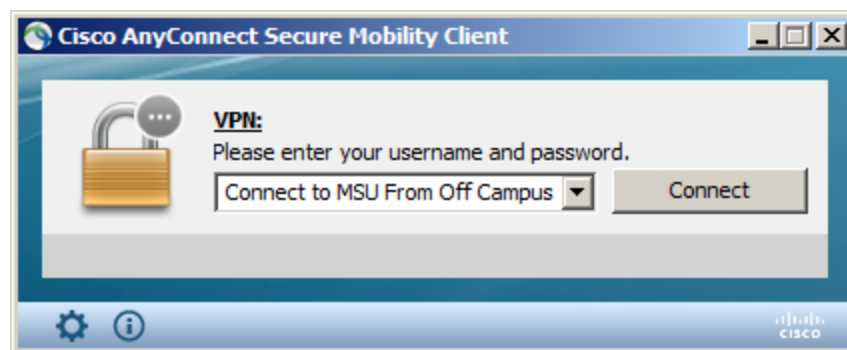 Cisco AnyConnect Secure Mobility Client
VPN:
Please enter your username and password.
Connect to MSU From Off Campus
Connect
CISCO